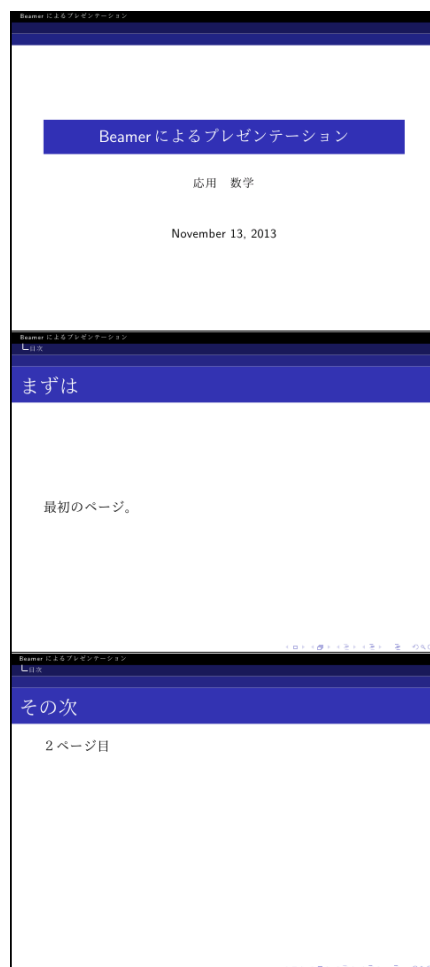 Beamer によるプレゼンテーション
Beamer によるプレゼンテーション
応用　数学
November 13, 2013
Beamer によるプレゼンテーション
目次
まずは
最初のページ。
Beamer によるプレゼンテーション
目次
その次
２ページ目